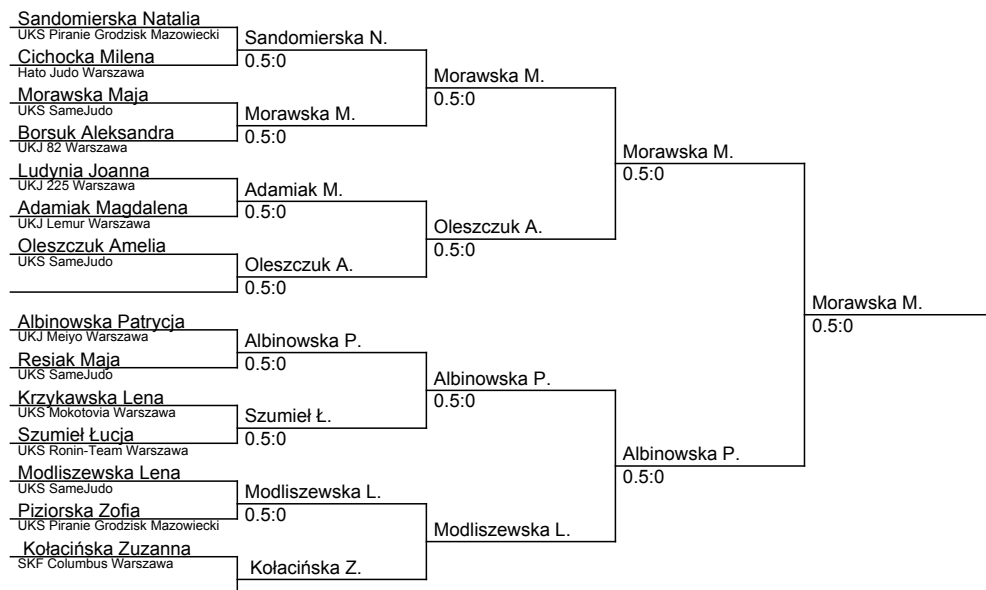 Sandomierska Natalia
UKS Piranie Grodzisk Mazowiecki
Cichocka Milena
Hato Judo Warszawa
Morawska Maja
UKS SameJudo
Borsuk Aleksandra
UKJ 82 Warszawa
Ludynia Joanna
UKJ 225 Warszawa
Adamiak Magdalena
UKJ Lemur Warszawa
Oleszczuk Amelia
UKS SameJudo
Albinowska Patrycja
UKJ Meiyo Warszawa
Resiak Maja
UKS SameJudo
Krzykawska Lena
UKS Mokotovia Warszawa
Szumieł Łucja
UKS Ronin-Team Warszawa
Modliszewska Lena
UKS SameJudo
Piziorska Zofia
UKS Piranie Grodzisk Mazowiecki
Kołacińska Zuzanna
SKF Columbus Warszawa
Sandomierska N.
0.5:0
Morawska M.
0.5:0
Adamiak M.
0.5:0
Oleszczuk A.
0.5:0
Albinowska P.
0.5:0
Szumieł Ł.
0.5:0
Modliszewska L.
0.5:0
Kołacińska Z.
Morawska M.
0.5:0
Oleszczuk A.
0.5:0
Albinowska P.
0.5:0
Modliszewska L.
Morawska M.
0.5:0
Albinowska P.
0.5:0
Morawska M.
0.5:0